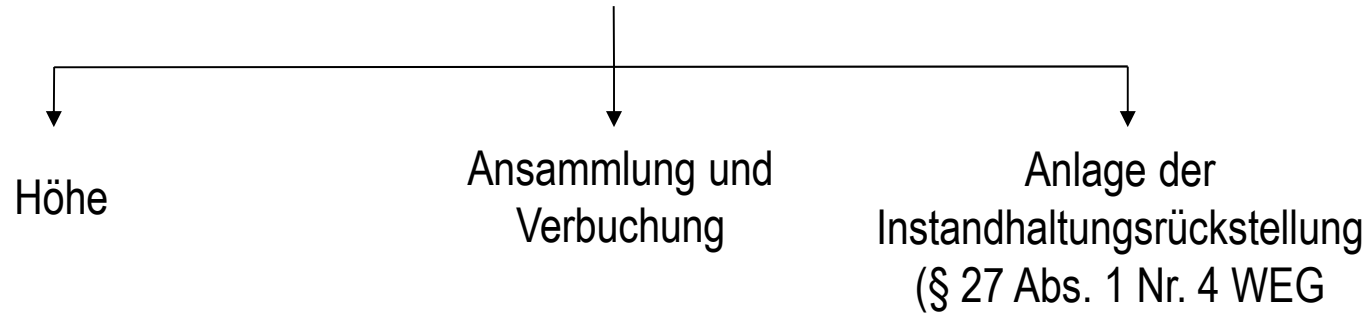 Höhe
Ansammlung und
Verbuchung
Anlage der
Instandhaltungsrückstellung
(§ 27 Abs. 1 Nr. 4 WEG